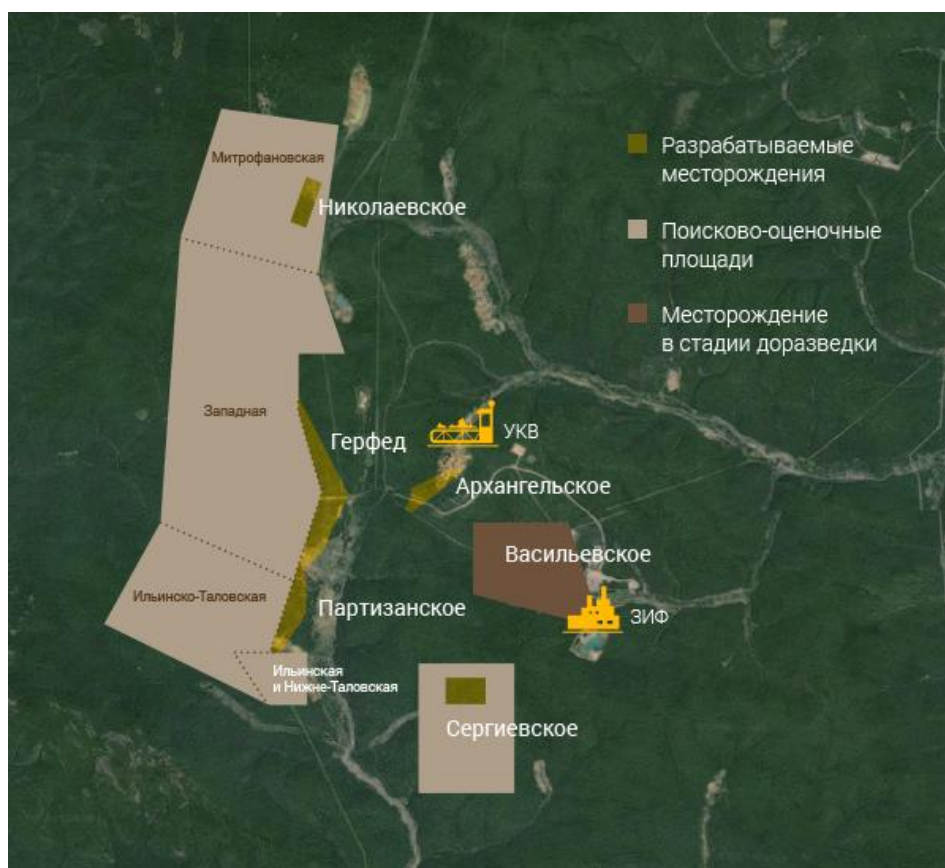 Митрофановская
Николаевское
Разрабатываемые
месторождения
Поисково-оценочные
площади
Месторождение
в стадии доразведки
Западная
Герфед
УКВ
Архангельское
Васильевское
Ильинско-Таловская
Партизанское
ЗИФ
Ильинская
и Нижне-Таловская
Сергиевское